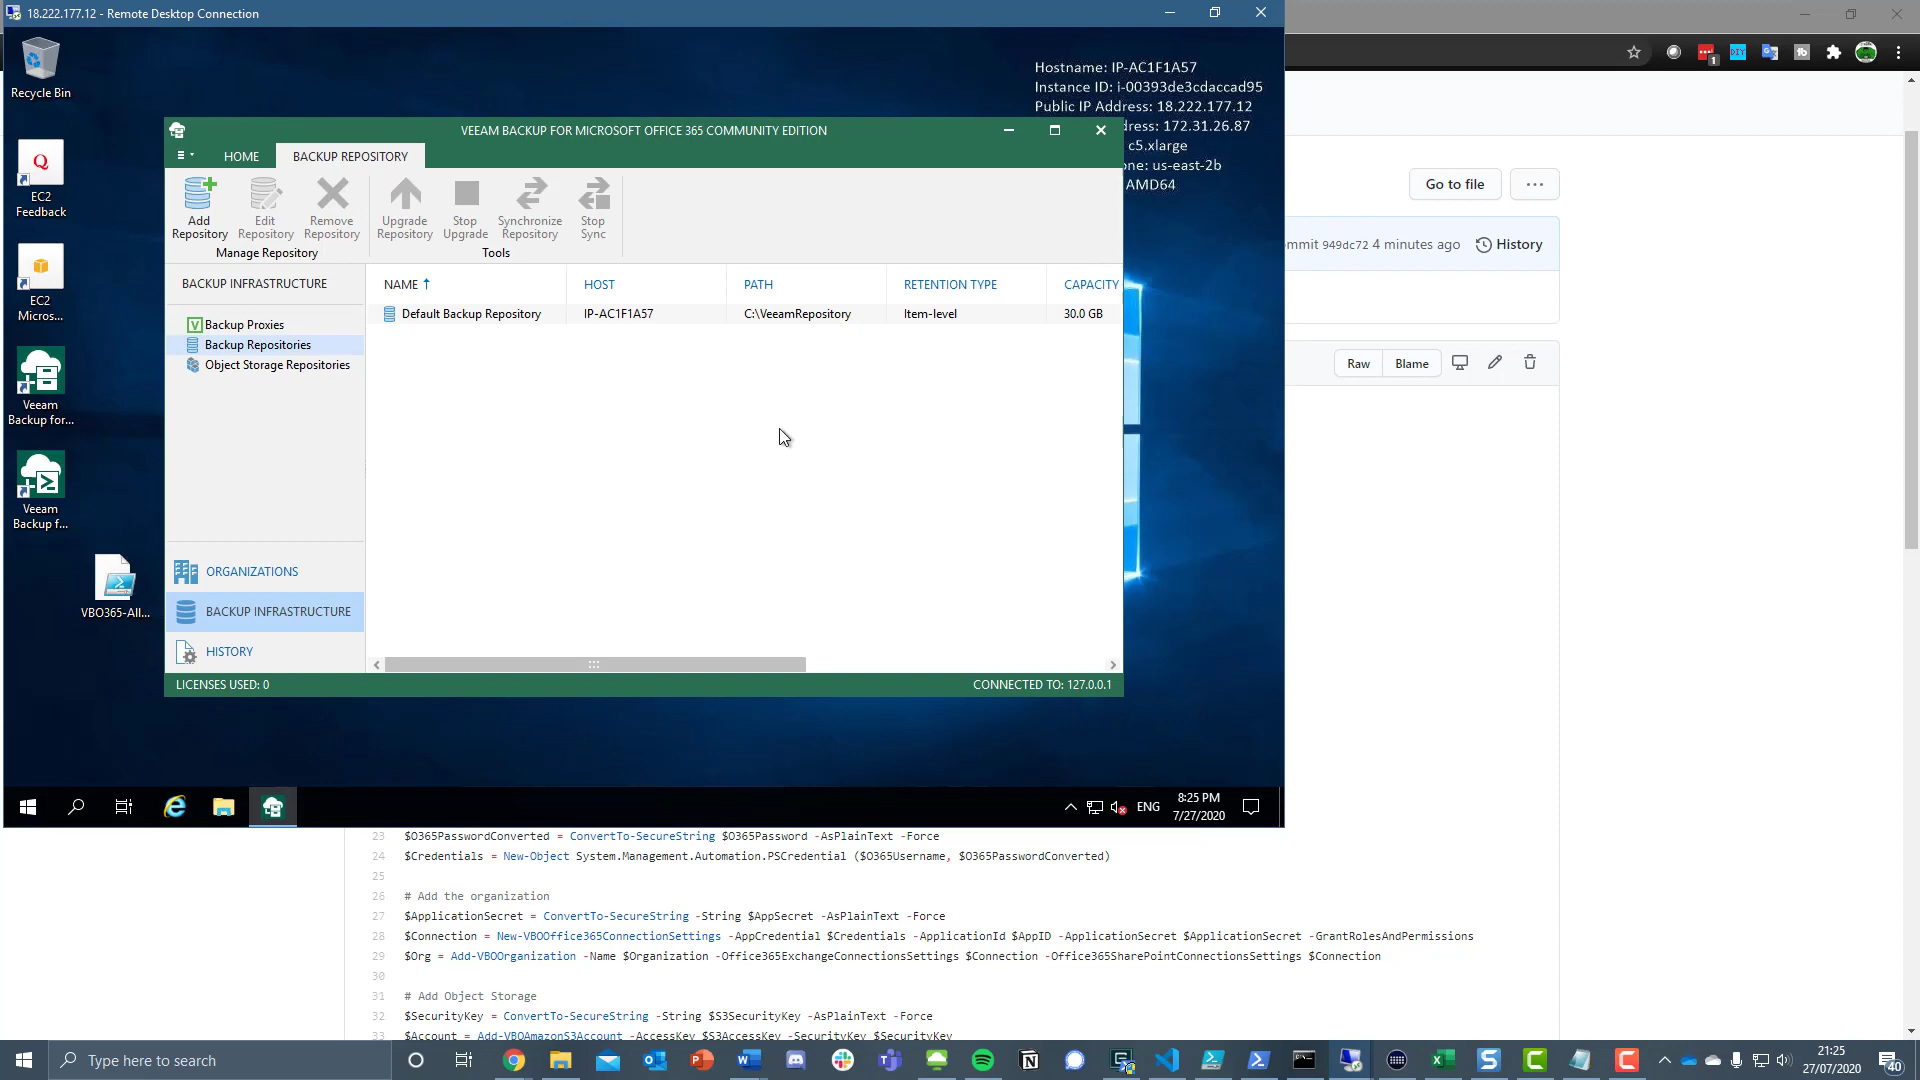 18.222.177.12 - Remote Desktop Connection
Recycle Bin
EC2
Feedback
EC2
Micros...
Veeam
Backup for...
Veeam
Backup f...
VBO365-All...
Hostname: IP-AC1F1A57
Instance ID: i-00393de3cdaccad95
Public IP Address: 18.222.177.12
dress: 172.31.26.87
c5.xlarge
one: us-east-2b
AMD64
VEEAM BACKUP FOR MICROSOFT OFFICE 365 COMMUNITY EDITION
HOME
BACKUP REPOSITORY
Add
Repository
Edit
Repository
Remove
Repository
Upgrade
Repository
Stop
Upgrade
Synchronize
Repository
Stop
Sync
Manage Repository
Tools
BACKUP INFRASTRUCTURE
Backup Proxies
Backup Repositories
Object Storage Repositories
NAME
HOST
PATH
RETENTION TYPE
CAPACITY
Default Backup Repository
IP-AC1F1A57
C:\VeeamRepository
Item-level
30.0 GB
ORGANIZATIONS
BACKUP INFRASTRUCTURE
HISTORY
LICENSES USED: 0
CONNECTED TO: 127.0.0.1
ENG
8:25 PM
7/27/2020
Go to file
mmit 949dc72 4 minutes ago
History
Raw
Blame
23 $O365PasswordConverted = ConvertTo-SecureString $O365Password -AsPlainText -Force
24 $Credentials = New-Object System.Management.Automation.PSCredential ($O365Username, $O365PasswordConverted)
25
26 # Add the organization
27 $ApplicationSecret = ConvertTo-SecureString -String $AppSecret -AsPlainText -Force
28 $Connection = New-VBOOffice365ConnectionSettings -AppCredential $Credentials -ApplicationId $AppID -ApplicationSecret $ApplicationSecret -GrantRolesAndPermissions
29 $Org = Add-VBOOrganization -Name $Organization -Office365ExchangeConnectionsSettings $Connection -Office365SharePointConnectionsSettings $Connection
30
31 # Add Object Storage
32 $SecurityKey = ConvertTo-SecureString -String $S3SecurityKey -AsPlainText -Force
33 $Account = Add-VBOAmazonS3Account -AccessKey $S3AccessKey -SecurityKey $SecurityKey
Type here to search
21:25
27/07/2020
40